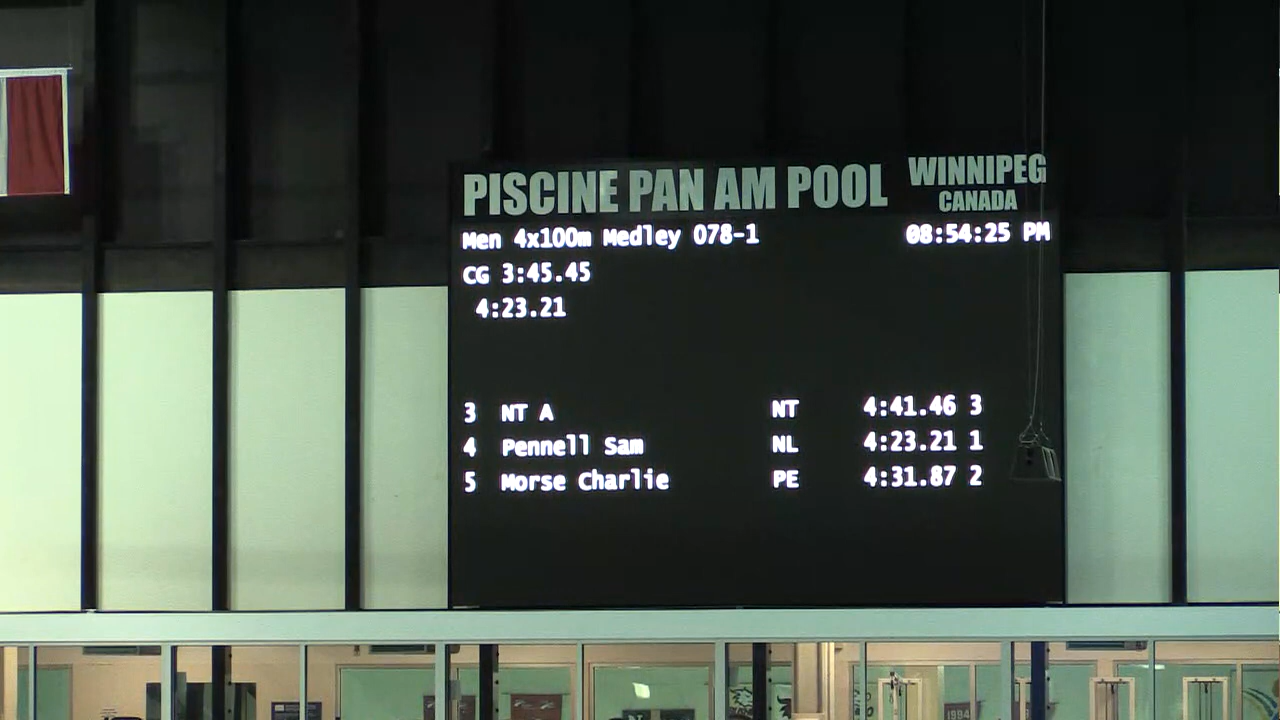 PISCINE PAN AM POOL WINNIPEG CANADA
Men 4x100m Medley 078-1 08:54:25 PM
CG 3:45.45
4:23.21
3 NT A NT 4:41.46 3
4 Pennell Sam NL 4:23.21 1
5 Morse Charlie PE 4:31.87 2
1994